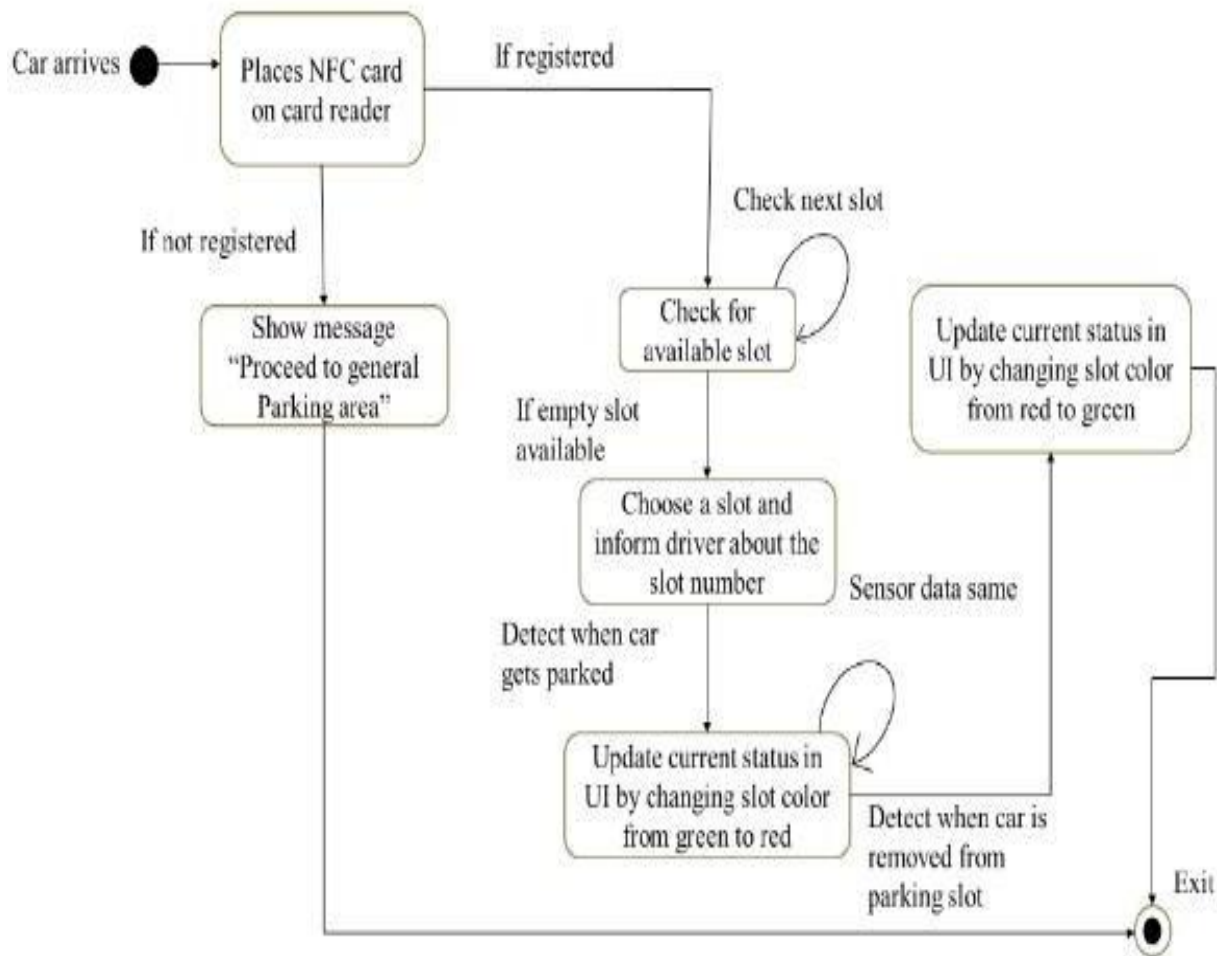 Car arrives
Places NFC card
on card reader
If registered
If not registered
Check next slot
Show message
“Proceed to general
Parking area”
Check for
available slot
Update current status in
UI by changing slot color
from red to green
If empty slot
available
Choose a slot and
inform driver about the
slot number
Sensor data same
Detect when car
gets parked
Update current status in
UI by changing slot color
from green to red
Detect when car is
removed from
parking slot
Exit